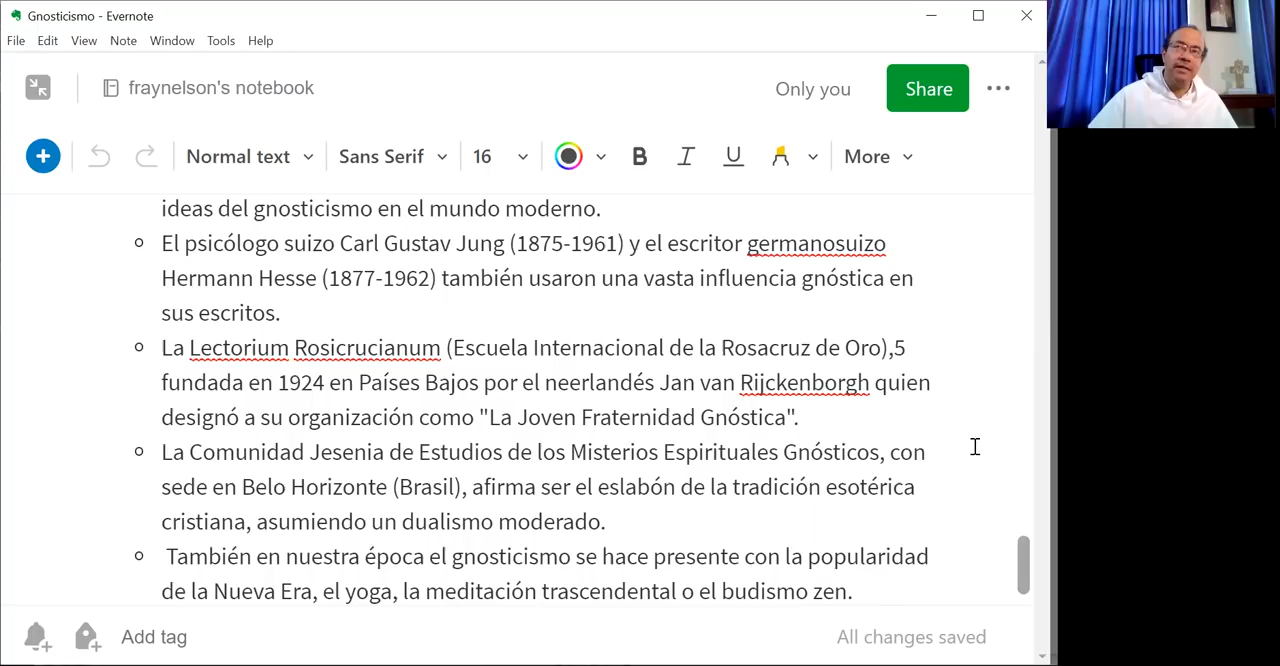 Gnosticismo - Evernote
File Edit View Note Window Tools Help
fraynelson's notebook
Only you
Share
Normal text
Sans Serif
16
B I U
More
ideas del gnosticismo en el mundo moderno.
El psicólogo suizo Carl Gustav Jung (1875-1961) y el escritor germanosuizo
Hermann Hesse (1877-1962) también usaron una vasta influencia gnóstica en
sus escritos.
La Lectorium Rosicrucianum (Escuela Internacional de la Rosacruz de Oro),5
fundada en 1924 en Países Bajos por el neerlandés Jan van Rijckenborgh quien
designó a su organización como "La Joven Fraternidad Gnóstica".
La Comunidad Jesenia de Estudios de los Misterios Espirituales Gnósticos, con
sede en Belo Horizonte (Brasil), afirma ser el eslabón de la tradición esotérica
cristiana, asumiendo un dualismo moderado.
También en nuestra época el gnosticismo se hace presente con la popularidad
de la Nueva Era, el yoga, la meditación trascendental o el budismo zen.
Add tag
All changes saved